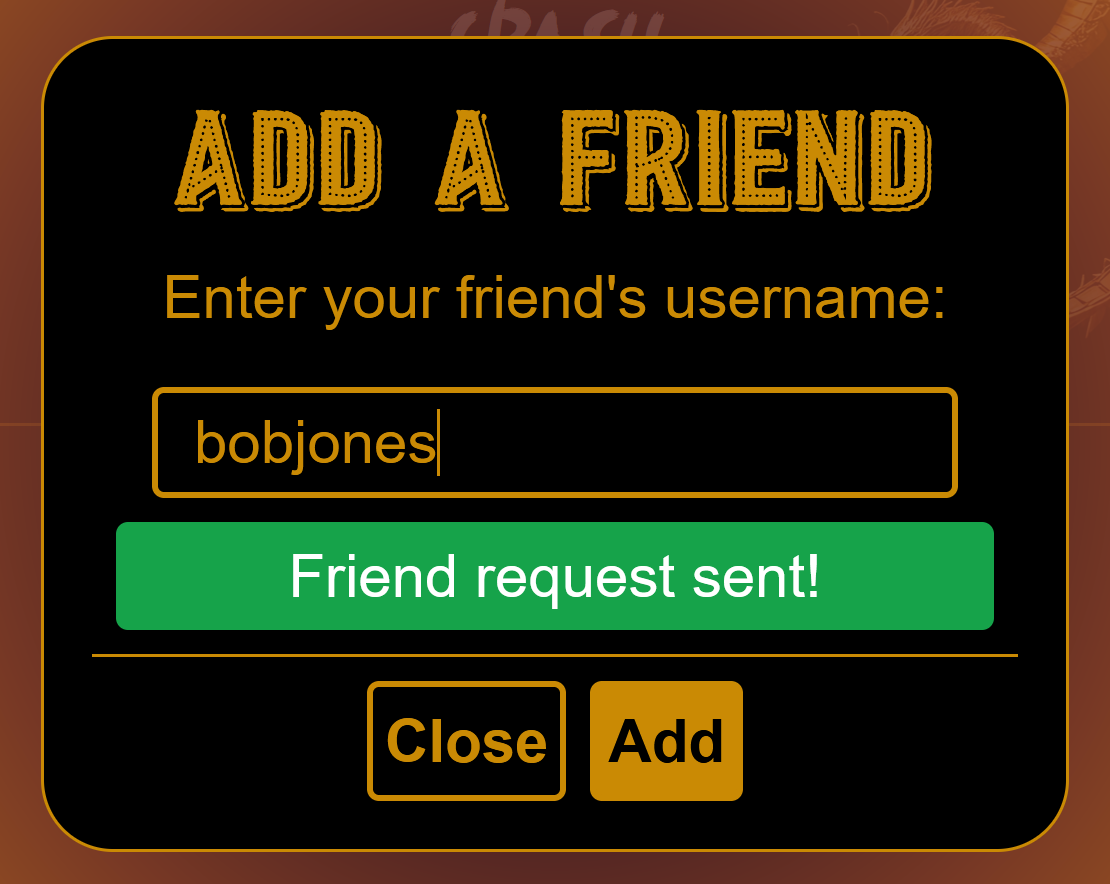 ADD A FRIEND
Enter your friend's username:
bobjones
Friend request sent!
Close Add